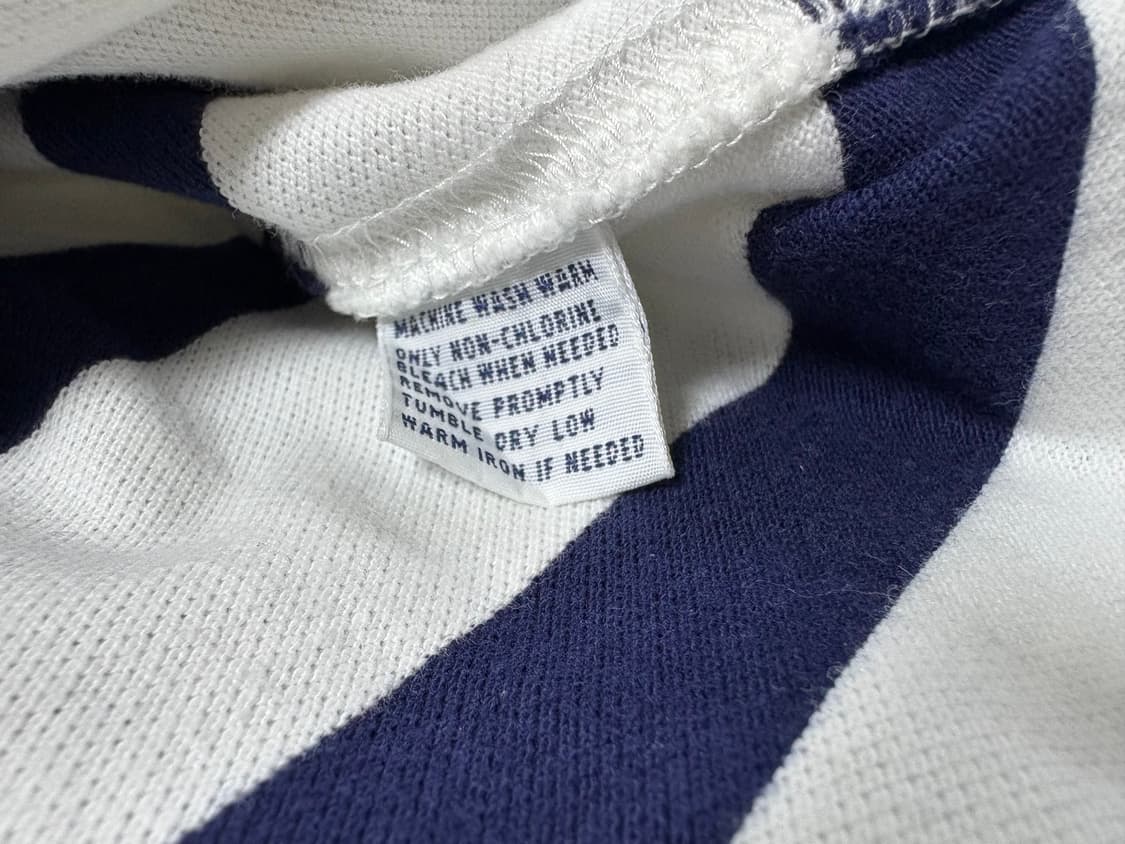 MACHINE WASH WARM
ONLY NON-CHLORINE
BLEACH WHEN NEEDED
REMOVE PROMPTLY
TUMBLE DRY LOW
WARM IRON IF NEEDED